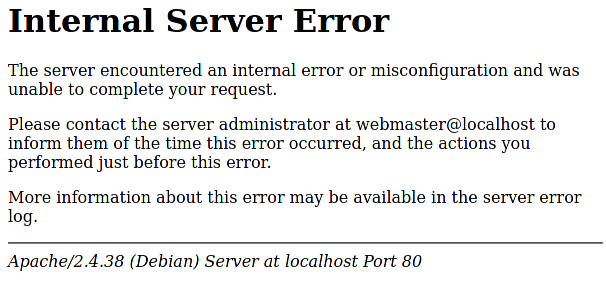 Internal Server Error
The server encountered an internal error or misconfiguration and was
unable to complete your request.
Please contact the server administrator at webmaster@localhost to
inform them of the time this error occurred, and the actions you
performed just before this error.
More information about this error may be available in the server error
log.
Apache/2.4.38 (Debian) Server at localhost Port 80